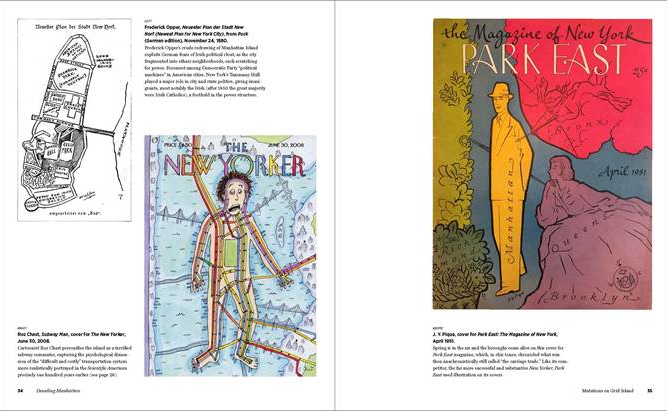 Neuester Plan der Stadt New York.
LEFT
Frederick Opper, Neuester Plan der Stadt New
York (Newest Plan for New York City), from Puck
(German edition), November 24, 1880.
Frederick Opper's crude redrawing of Manhattan Island
exploits German fears of Irish political clout, as the city
fragmented into ethnic neighborhoods, each scratching
for power. Foremost among Democratic Party "political
machines" in American cities, New York's Tammany Hall
played a major role in city and state politics, giving immi-
grants, most notably the Irish (after 1850 the great majority
were Irish Catholics), a foothold in the power structure.
PRICE $4.50
THE
JUNE 30, 2008
NEW YORKER
RIGHT
Roz Chast, Subway Man, cover for The New Yorker,
June 30, 2008.
Cartoonist Roz Chast personifies the island as a terrified
subway commuter, capturing the psychological dimen-
sion of the "difficult and costly" transportation system
more realistically portrayed in the Scientific American
precisely one hundred years earlier (see page 28).
34
Decoding Manhattan
the Magazine of New York
PARK EAST
25¢
Bronx
April 1951
Manhattan
Queens
Brooklyn
ABOVE
J. Y. Pique, cover for Park East: The Magazine of New York,
April 1951.
Spring is in the air and the boroughs come alive on this cover for
Park East magazine, which, in chic tones, chronicled what was
then anachronistically still called "the carriage trade." Like its com-
petitor, the far more successful and substantive New Yorker, Park
East used illustration on its covers.
Mutations on Grid Island
35